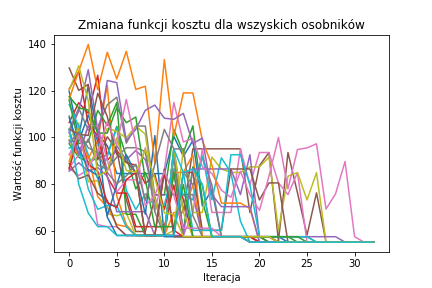 Zmiana funkcji kosztu dla wszyskich osobników
140
120
100
80
60
Wartość funkcji kosztu
0 5 10 15 20 25 30
Iteracja